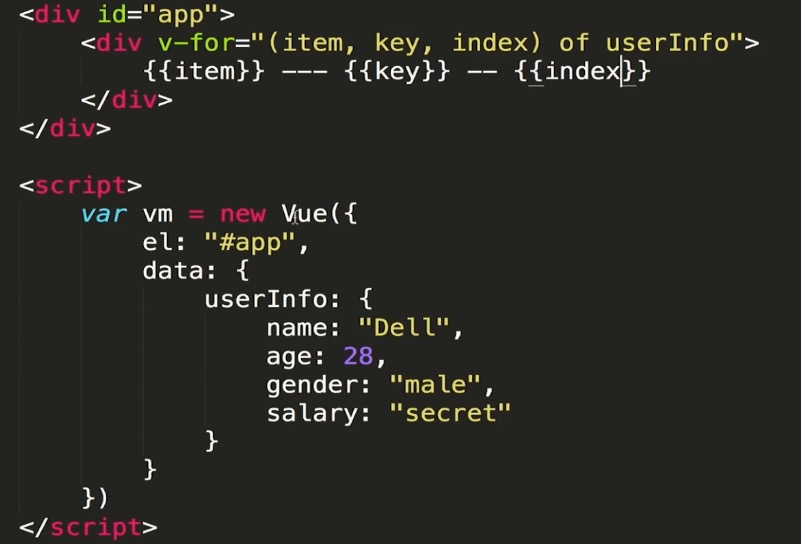 <div id="app">
    <div v-for="(item, key, index) of userInfo">
        {{item}} --- {{key}} -- {{index}}
    </div>
</div>

<script>
    var vm = new Vue({
        el: "#app",
        data: {
            userInfo: {
                name: "Dell",
                age: 28,
                gender: "male",
                salary: "secret"
            }
        }
    })
</script>